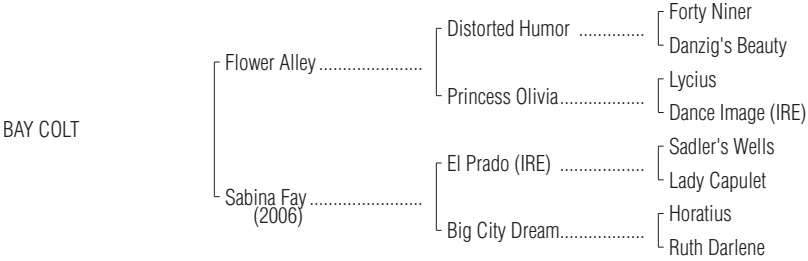 Forty Niner
Distorted Humor ..............
Danzig's Beauty
Flower Alley ......................
Lycius
Princess Olivia..................
Dance Image (IRE)
BAY COLT
Sadler's Wells
El Prado (IRE) ..................
Lady Capulet
Sabina Fay ........................
(2006)
Horatius
Big City Dream..................
Ruth Darlene